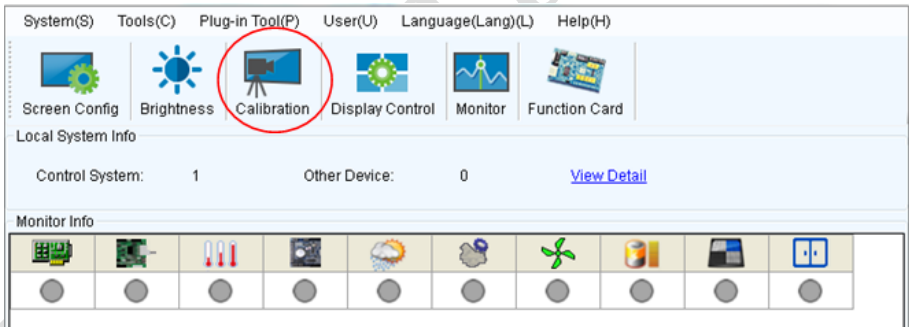 System(S) Tools(C) Plug-in Tool(P) User(U) Language(Lang)(L) Help(H)
Screen Config Brightness Calibration Display Control Monitor Function Card
Local System Info
Control System: 1 Other Device: 0 View Detail
Monitor Info